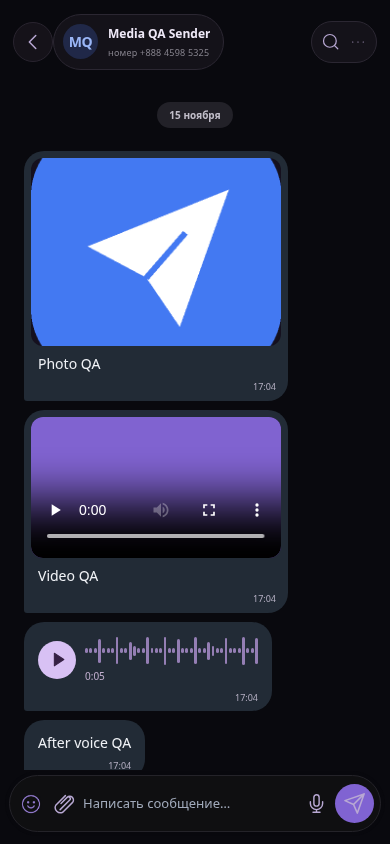 MQ
Media QA Sender
номер +888 4598 5325
15 ноября
Photo QA
17:04
0:00
Video QA
17:04
0:05
17:04
After voice QA
17:04
Написать сообщение...